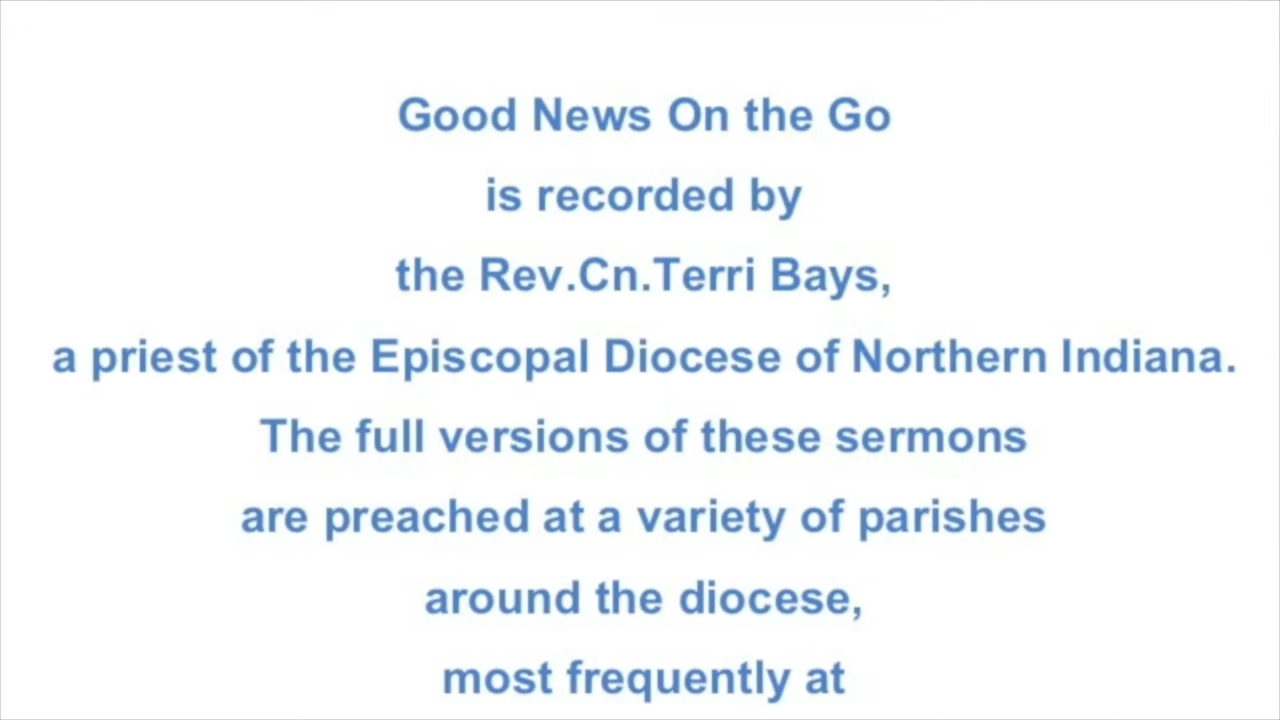 Good News On the Go
is recorded by
the Rev.Cn.Terri Bays,
a priest of the Episcopal Diocese of Northern Indiana.
The full versions of these sermons
are preached at a variety of parishes
around the diocese,
most frequently at